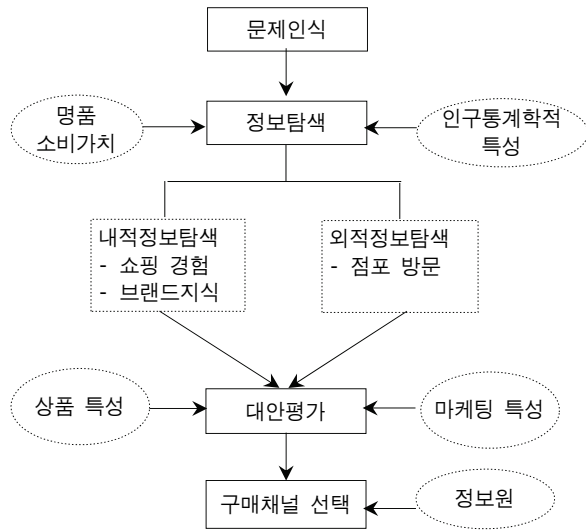 문제인식
명품
소비가치
정보탐색
인구통계학적
특성
내적정보탐색
- 쇼핑 경험
- 브랜드지식
외적정보탐색
- 점포 방문
상품 특성
대안평가
마케팅 특성
구매채널 선택
정보원